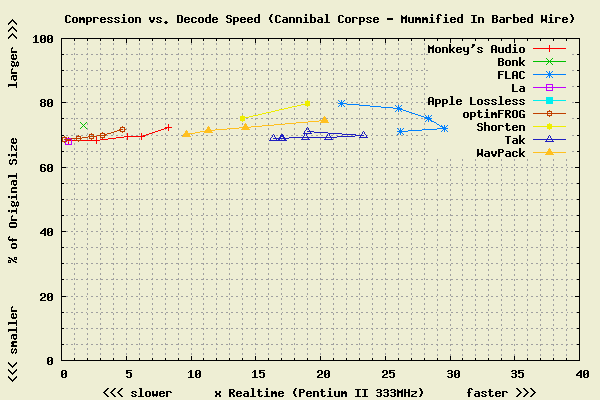 Compression vs. Decode Speed (Cannibal Corpse - Mummified In Barbed Wire)
<<< smaller % of Original Size larger >>>
100
80
60
40
20
0
Monkey's Audio
Bonk
FLAC
La
Apple Lossless
optimFROG
Shorten
Tak
WavPack
0 5 10 15 20 25 30 35 40
<<< slower x Realtime (Pentium II 333MHz) faster >>>